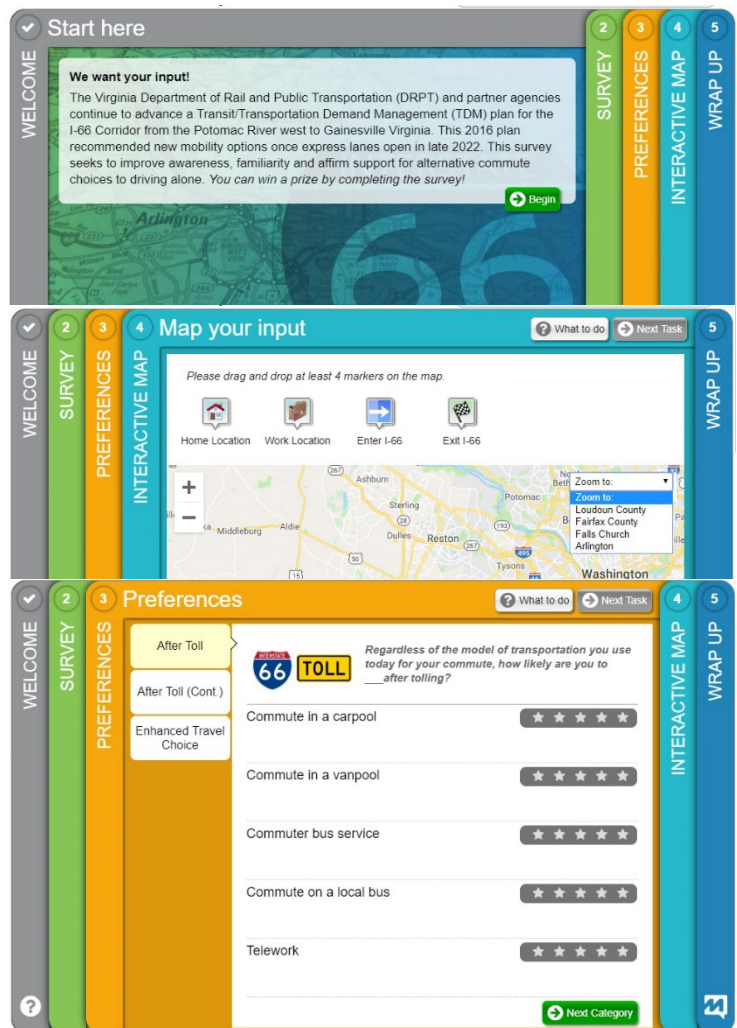 Start here
WELCOME
We want your input!
The Virginia Department of Rail and Public Transportation (DRPT) and partner agencies
continue to advance a Transit/Transportation Demand Management (TDM) plan for the
I-66 Corridor from the Potomac River west to Gainesville Virginia. This 2016 plan
recommended new mobility options once express lanes open in late 2022. This survey
seeks to improve awareness, familiarity and affirm support for alternative commute
choices to driving alone. You can win a prize by completing the survey!
Begin
Arlington
66
2
SURVEY
3
PREFERENCES
4
INTERACTIVE MAP
5
WRAP UP
WELCOME
2
SURVEY
3
PREFERENCES
4
INTERACTIVE MAP
Map your input
What to do
Next Task
5
WRAP UP
Please drag and drop at least 4 markers on the map.
Home Location
Work Location
Enter I-66
Exit I-66
+
−
267
Ashburn
Sterling
28
Dulles
Reston
267
Middleburg
Aldie
50
15
Potomac
193
495
Tysons
Washington
Zoom to:
Zoom to:
Loudoun County
Fairfax County
Falls Church
Arlington
WELCOME
2
SURVEY
3
PREFERENCES
Preferences
What to do
Next Task
4
INTERACTIVE MAP
5
WRAP UP
After Toll
After Toll (Cont.)
Enhanced Travel
Choice
INTERSTATE
66
TOLL
Regardless of the model of transportation you use
today for your commute, how likely are you to
___after tolling?
Commute in a carpool
Commute in a vanpool
Commuter bus service
Commute on a local bus
Telework
Next Category
?